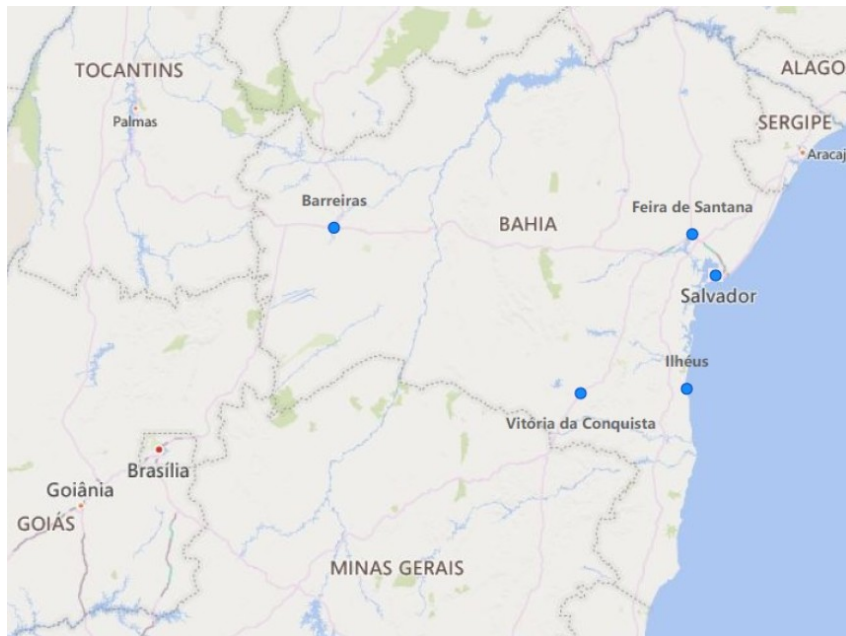 TOCANTINS
ALAGO
Palmas
SERGIPE
Aracaj
Barreiras
Feira de Santana
BAHIA
Salvador
Ilhéus
Vitória da Conquista
Brasília
Goiânia
GOIÁS
MINAS GERAIS